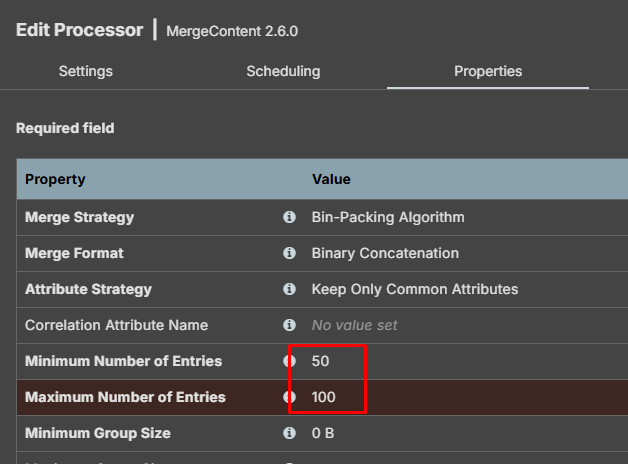 Edit Processor | MergeContent 2.6.0
Settings Scheduling Properties
Required field
Property Value
Merge Strategy Bin-Packing Algorithm
Merge Format Binary Concatenation
Attribute Strategy Keep Only Common Attributes
Correlation Attribute Name No value set
Minimum Number of Entries 50
Maximum Number of Entries 100
Minimum Group Size 0 B